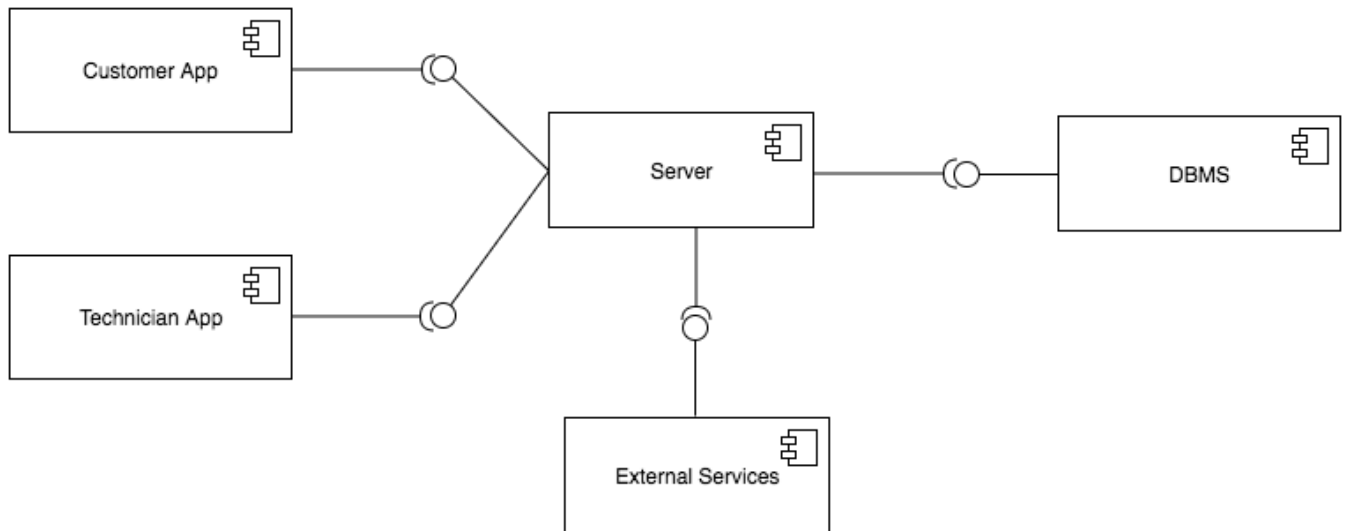 Customer App
Server
DBMS
Technician App
External Services